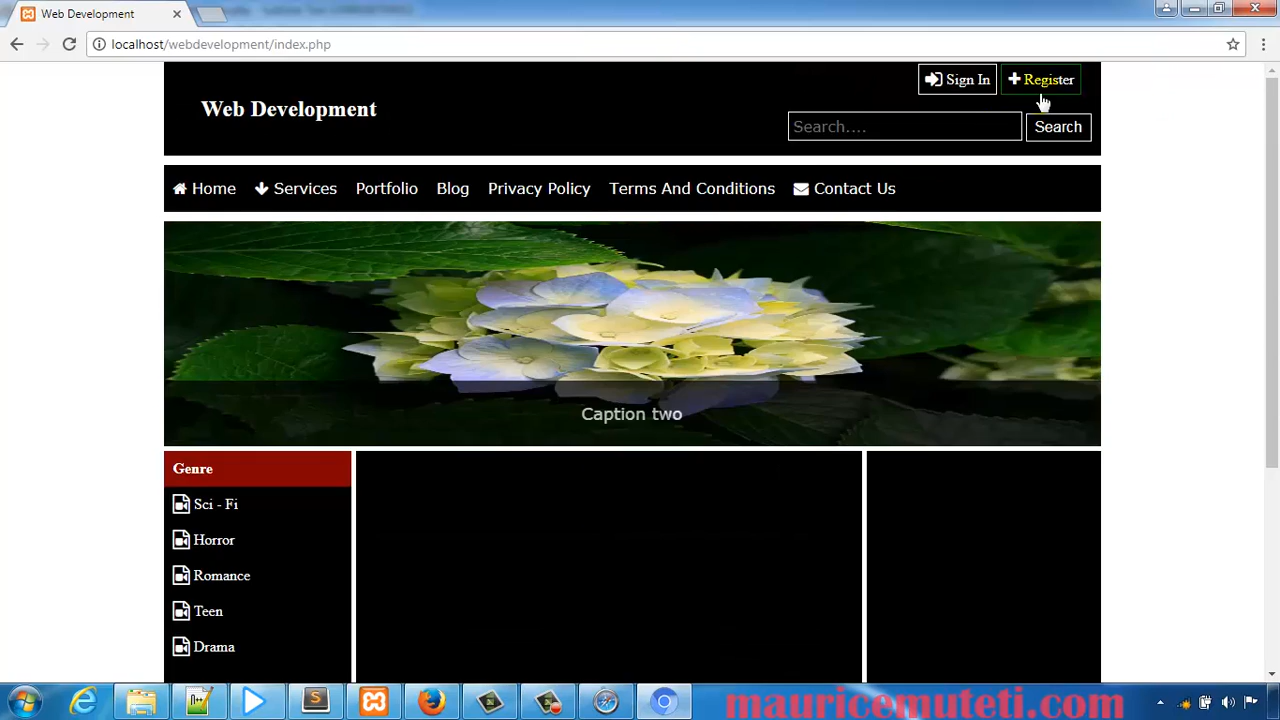 Web Development
localhost/webdevelopment/index.php
Sign In
Register
Web Development
Search....
Search
Home
Services
Portfolio
Blog
Privacy Policy
Terms And Conditions
Contact Us
Caption two
Genre
Sci - Fi
Horror
Romance
Teen
Drama
mauricemuteti.com